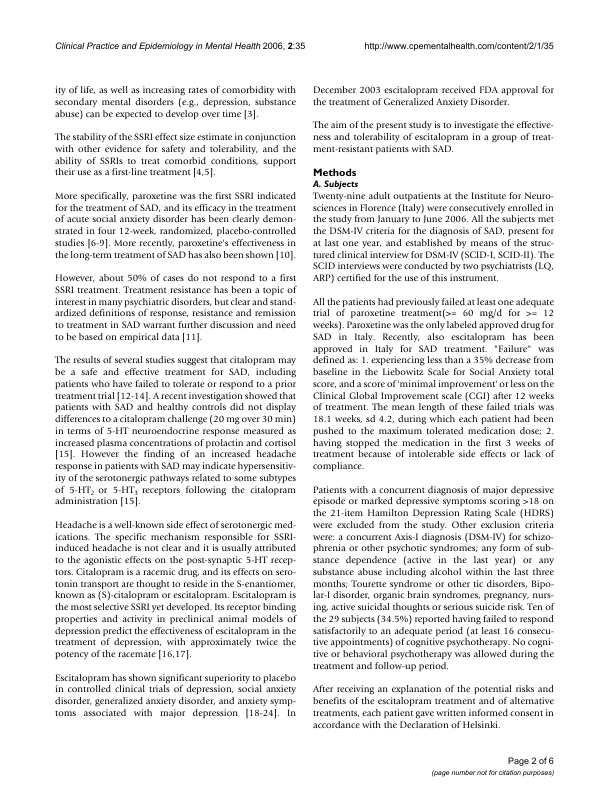 Clinical Practice and Epidemiology in Mental Health 2006, 2:35
http://www.cpementalhealth.com/content/2/1/35
ity of life, as well as increasing rates of comorbidity with
secondary mental disorders (e.g., depression, substance
abuse) can be expected to develop over time [3].
The stability of the SSRI effect size estimate in conjunction
with other evidence for safety and tolerability, and the
ability of SSRIs to treat comorbid conditions, support
their use as a first-line treatment [4,5].
More specifically, paroxetine was the first SSRI indicated
for the treatment of SAD, and its efficacy in the treatment
of acute social anxiety disorder has been clearly demon-
strated in four 12-week, randomized, placebo-controlled
studies [6-9]. More recently, paroxetine's effectiveness in
the long-term treatment of SAD has also been shown [10].
However, about 50% of cases do not respond to a first
SSRI treatment. Treatment resistance has been a topic of
interest in many psychiatric disorders, but clear and stand-
ardized definitions of response, resistance and remission
to treatment in SAD warrant further discussion and need
to be based on empirical data [11].
The results of several studies suggest that citalopram may
be a safe and effective treatment for SAD, including
patients who have failed to tolerate or respond to a prior
treatment trial [12-14]. A recent investigation showed that
patients with SAD and healthy controls did not display
differences to a citalopram challenge (20 mg over 30 min)
in terms of 5-HT neuroendocrine response measured as
increased plasma concentrations of prolactin and cortisol
[15]. However the finding of an increased headache
response in patients with SAD may indicate hypersensitiv-
ity of the serotonergic pathways related to some subtypes
of 5-HT2 or 5-HT3 receptors following the citalopram
administration [15].
Headache is a well-known side effect of serotonergic med-
ications. The specific mechanism responsible for SSRI-
induced headache is not clear and it is usually attributed
to the agonistic effects on the post-synaptic 5-HT recep-
tors. Citalopram is a racemic drug, and its effects on sero-
tonin transport are thought to reside in the S-enantiomer,
known as (S)-citalopram or escitalopram. Escitalopram is
the most selective SSRI yet developed. Its receptor binding
properties and activity in preclinical animal models of
depression predict the effectiveness of escitalopram in the
treatment of depression, with approximately twice the
potency of the racemate [16,17].
Escitalopram has shown significant superiority to placebo
in controlled clinical trials of depression, social anxiety
disorder, generalized anxiety disorder, and anxiety symp-
toms associated with major depression [18-24]. In
December 2003 escitalopram received FDA approval for
the treatment of Generalized Anxiety Disorder.
The aim of the present study is to investigate the effective-
ness and tolerability of escitalopram in a group of treat-
ment-resistant patients with SAD.
Methods
A. Subjects
Twenty-nine adult outpatients at the Institute for Neuro-
sciences in Florence (Italy) were consecutively enrolled in
the study from January to June 2006. All the subjects met
the DSM-IV criteria for the diagnosis of SAD, present for
at last one year, and established by means of the struc-
tured clinical interview for DSM-IV (SCID-I, SCID-II). The
SCID interviews were conducted by two psychiatrists (LQ,
ARP) certified for the use of this instrument.
All the patients had previously failed at least one adequate
trial of paroxetine treatment(>= 60 mg/d for >= 12
weeks). Paroxetine was the only labeled approved drug for
SAD in Italy. Recently, also escitalopram has been
approved in Italy for SAD treatment. "Failure" was
defined as: 1. experiencing less than a 35% decrease from
baseline in the Liebowitz Scale for Social Anxiety total
score, and a score of 'minimal improvement' or less on the
Clinical Global Improvement scale (CGI) after 12 weeks
of treatment. The mean length of these failed trials was
18.1 weeks, sd 4.2, during which each patient had been
pushed to the maximum tolerated medication dose; 2.
having stopped the medication in the first 3 weeks of
treatment because of intolerable side effects or lack of
compliance.
Patients with a concurrent diagnosis of major depressive
episode or marked depressive symptoms scoring >18 on
the 21-item Hamilton Depression Rating Scale (HDRS)
were excluded from the study. Other exclusion criteria
were: a concurrent Axis-I diagnosis (DSM-IV) for schizo-
phrenia or other psychotic syndromes; any form of sub-
stance dependence (active in the last year) or any
substance abuse including alcohol within the last three
months; Tourette syndrome or other tic disorders, Bipo-
lar-I disorder, organic brain syndromes, pregnancy, nurs-
ing, active suicidal thoughts or serious suicide risk. Ten of
the 29 subjects (34.5%) reported having failed to respond
satisfactorily to an adequate period (at least 16 consecu-
tive appointments) of cognitive psychotherapy. No cogni-
tive or behavioral psychotherapy was allowed during the
treatment and follow-up period.
After receiving an explanation of the potential risks and
benefits of the escitalopram treatment and of alternative
treatments, each patient gave written informed consent in
accordance with the Declaration of Helsinki.
Page 2 of 6
(page number not for citation purposes)